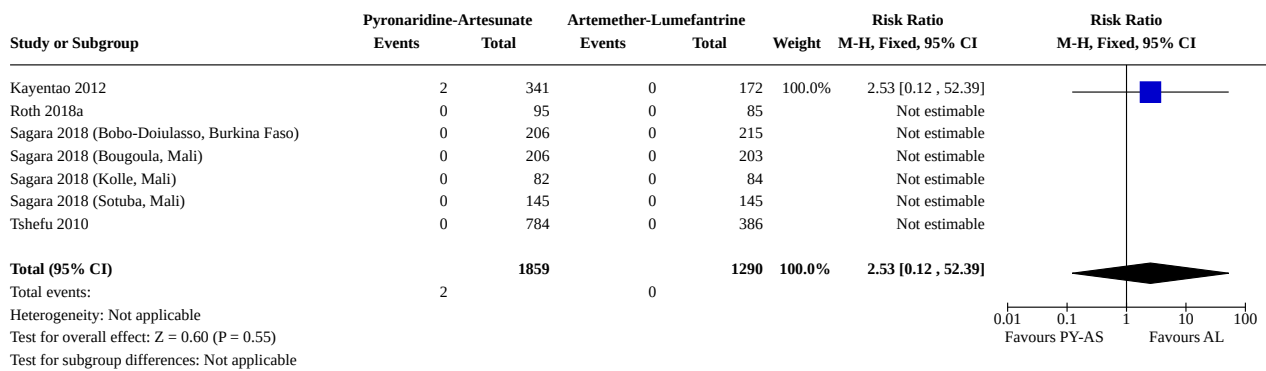 Pyronaridine-Artesunate Artemether-Lumefantrine Risk Ratio Risk Ratio
Study or Subgroup Events Total Events Total Weight M-H, Fixed, 95% CI M-H, Fixed, 95% CI
Kayentao 2012 2 341 0 172 100.0% 2.53 [0.12 , 52.39]
Roth 2018a 0 95 0 85 Not estimable
Sagara 2018 (Bobo-Doiulasso, Burkina Faso) 0 206 0 215 Not estimable
Sagara 2018 (Bougoula, Mali) 0 206 0 203 Not estimable
Sagara 2018 (Kolle, Mali) 0 82 0 84 Not estimable
Sagara 2018 (Sotuba, Mali) 0 145 0 145 Not estimable
Tshefu 2010 0 784 0 386 Not estimable
Total (95% CI) 1859 1290 100.0% 2.53 [0.12 , 52.39]
Total events: 2 0
Heterogeneity: Not applicable
Test for overall effect: Z = 0.60 (P = 0.55)
Test for subgroup differences: Not applicable
0.01 0.1 1 10 100
Favours PY-AS Favours AL